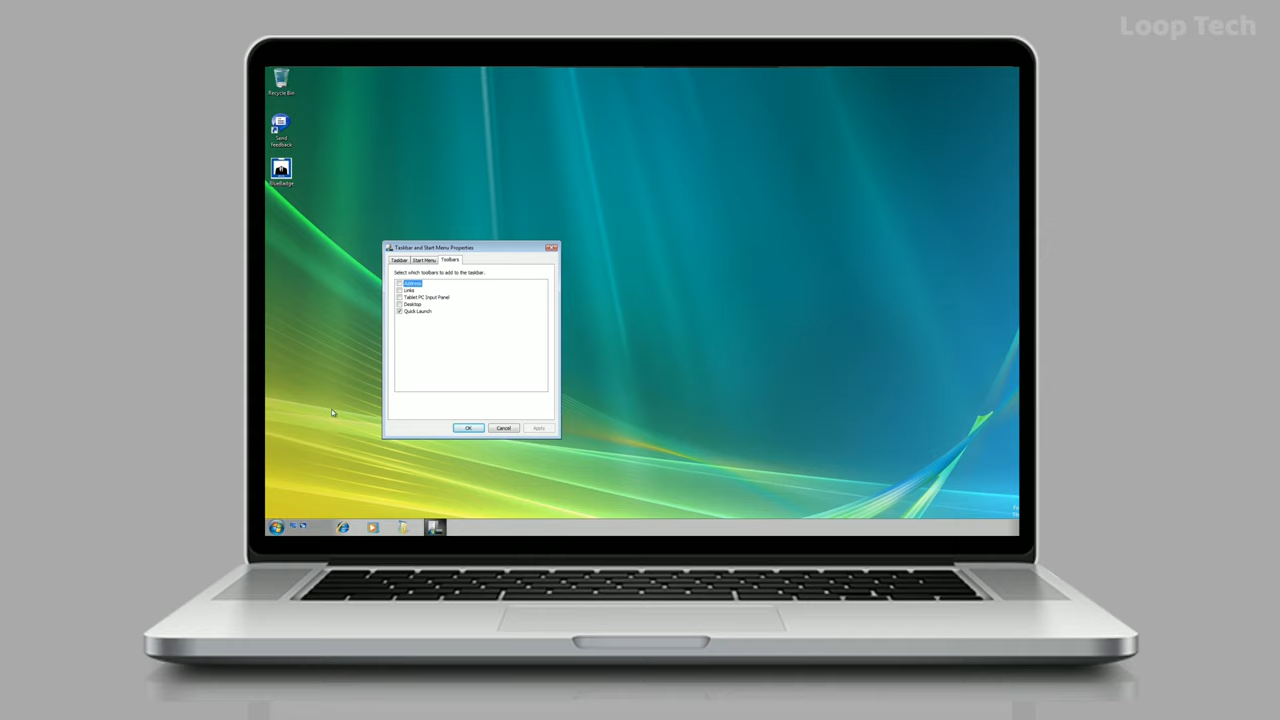 Loop Tech
Recycle Bin
Send
feedback
BlueBadge
Taskbar and Start Menu Properties
Taskbar Start Menu Toolbars
Select which toolbars to add to the taskbar.
Address
Links
Tablet PC Input Panel
Desktop
Quick Launch
OK Cancel Apply